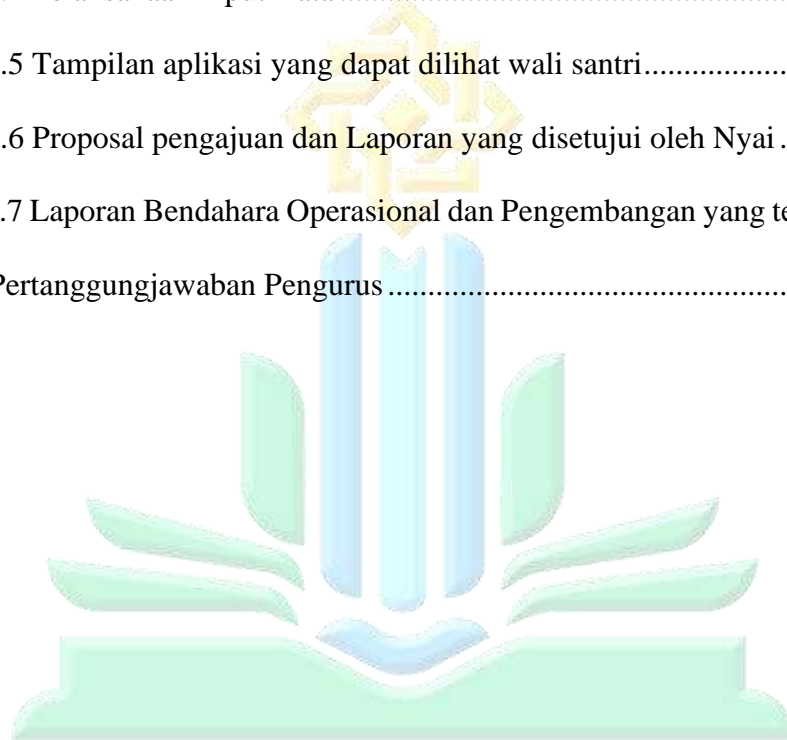 .5 Tampilan aplikasi yang dapat dilihat wali santri....................
.6 Proposal pengajuan dan Laporan yang disetujui oleh Nyai .
.7 Laporan Bendahara Operasional dan Pengembangan yang te
Pertanggungjawaban Pengurus....................................................